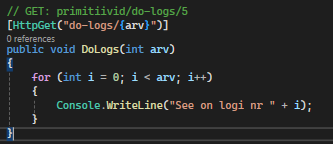 // GET: primitiivid/do-logs/5
[HttpGet("do-logs/{arv}")]
0 references
public void DoLogs(int arv)
{
for (int i = 0; i < arv; i++)
{
Console.WriteLine("See on logi nr " + i);
}
}